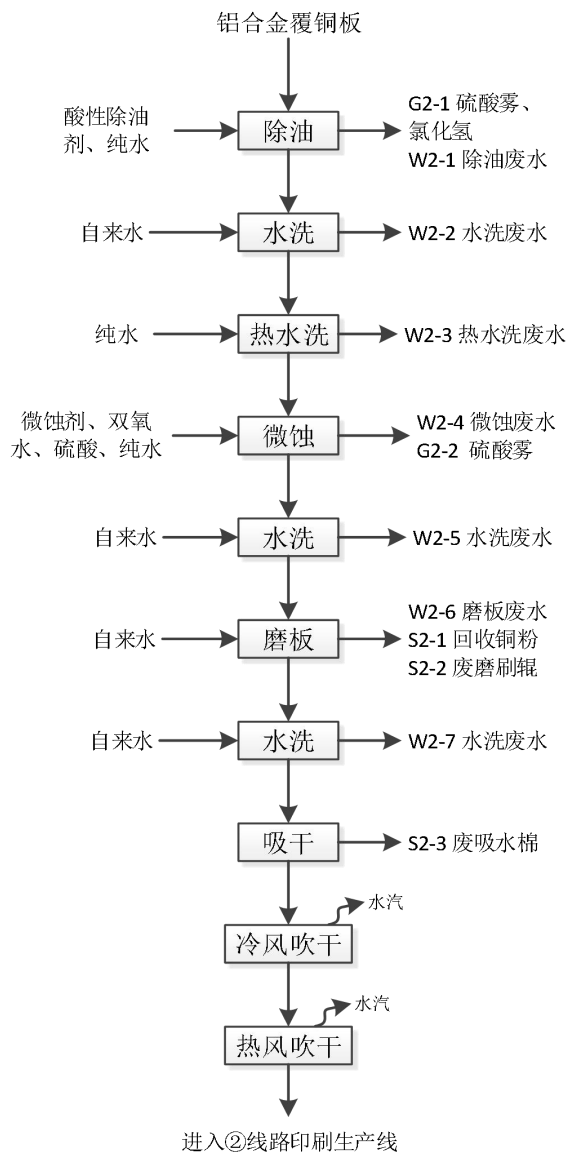 铝合金覆铜板
酸性除油
剂、纯水
除油
G2-1 硫酸雾、
氯化氢
W2-1 除油废水
自来水
水洗
W2-2 水洗废水
纯水
热水洗
W2-3 热水洗废水
微蚀剂、双氧
水、硫酸、纯水
微蚀
W2-4 微蚀废水
G2-2 硫酸雾
自来水
水洗
W2-5 水洗废水
自来水
磨板
W2-6 磨板废水
S2-1 回收铜粉
S2-2 废磨刷辊
自来水
水洗
W2-7 水洗废水
吸干
S2-3 废吸水棉
水汽
冷风吹干
水汽
热风吹干
进入②线路印刷生产线